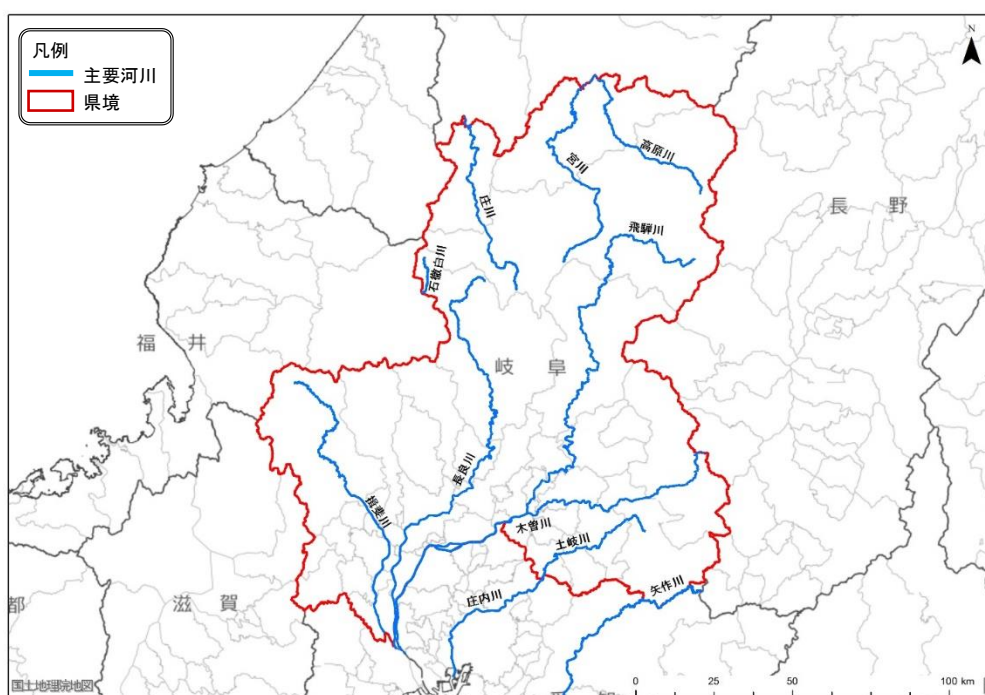 凡例
主要河川
県境
N
高原川
宮川
庄川
長 野
飛騨川
石徹白川
福 井
岐 阜
長良川
揖斐川
木曽川
土岐川
矢作川
庄内川
都
滋 賀
国土地理院地図
0 25 50 100 km